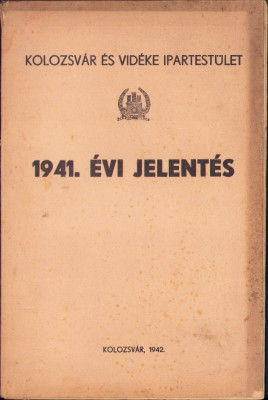 KOLOZSVÁR ÉS VIDÉKE IPARTESTÜLET
1941. ÉVI JELENTÉS
KOLOZSVÁR, 1942.